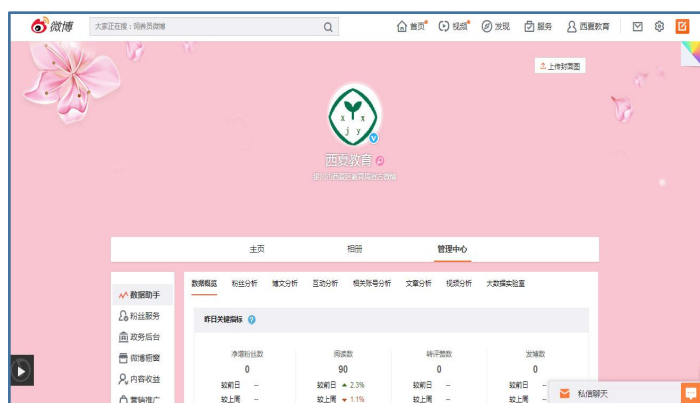 微博 大家正在搜：饲养员微博 首页 视频 发现 服务 西夏教育
上传封面图
x x
j y
西夏教育
主页 相册 管理中心
数据助手
粉丝服务
政务后台
微博橱窗
内容收益
营销推广
数据概览 粉丝分析 博文分析 互动分析 相关账号分析 文章分析 视频分析 大数据实验室
昨日关键指标
净增粉丝数 阅读数 转评赞数 发博数
0 90 0 0
较前日 -- 较前日 2.3% 较前日 -- 较前日 --
较上周 -- 较上周 1.1% 较上周 -- 较上周
私信聊天